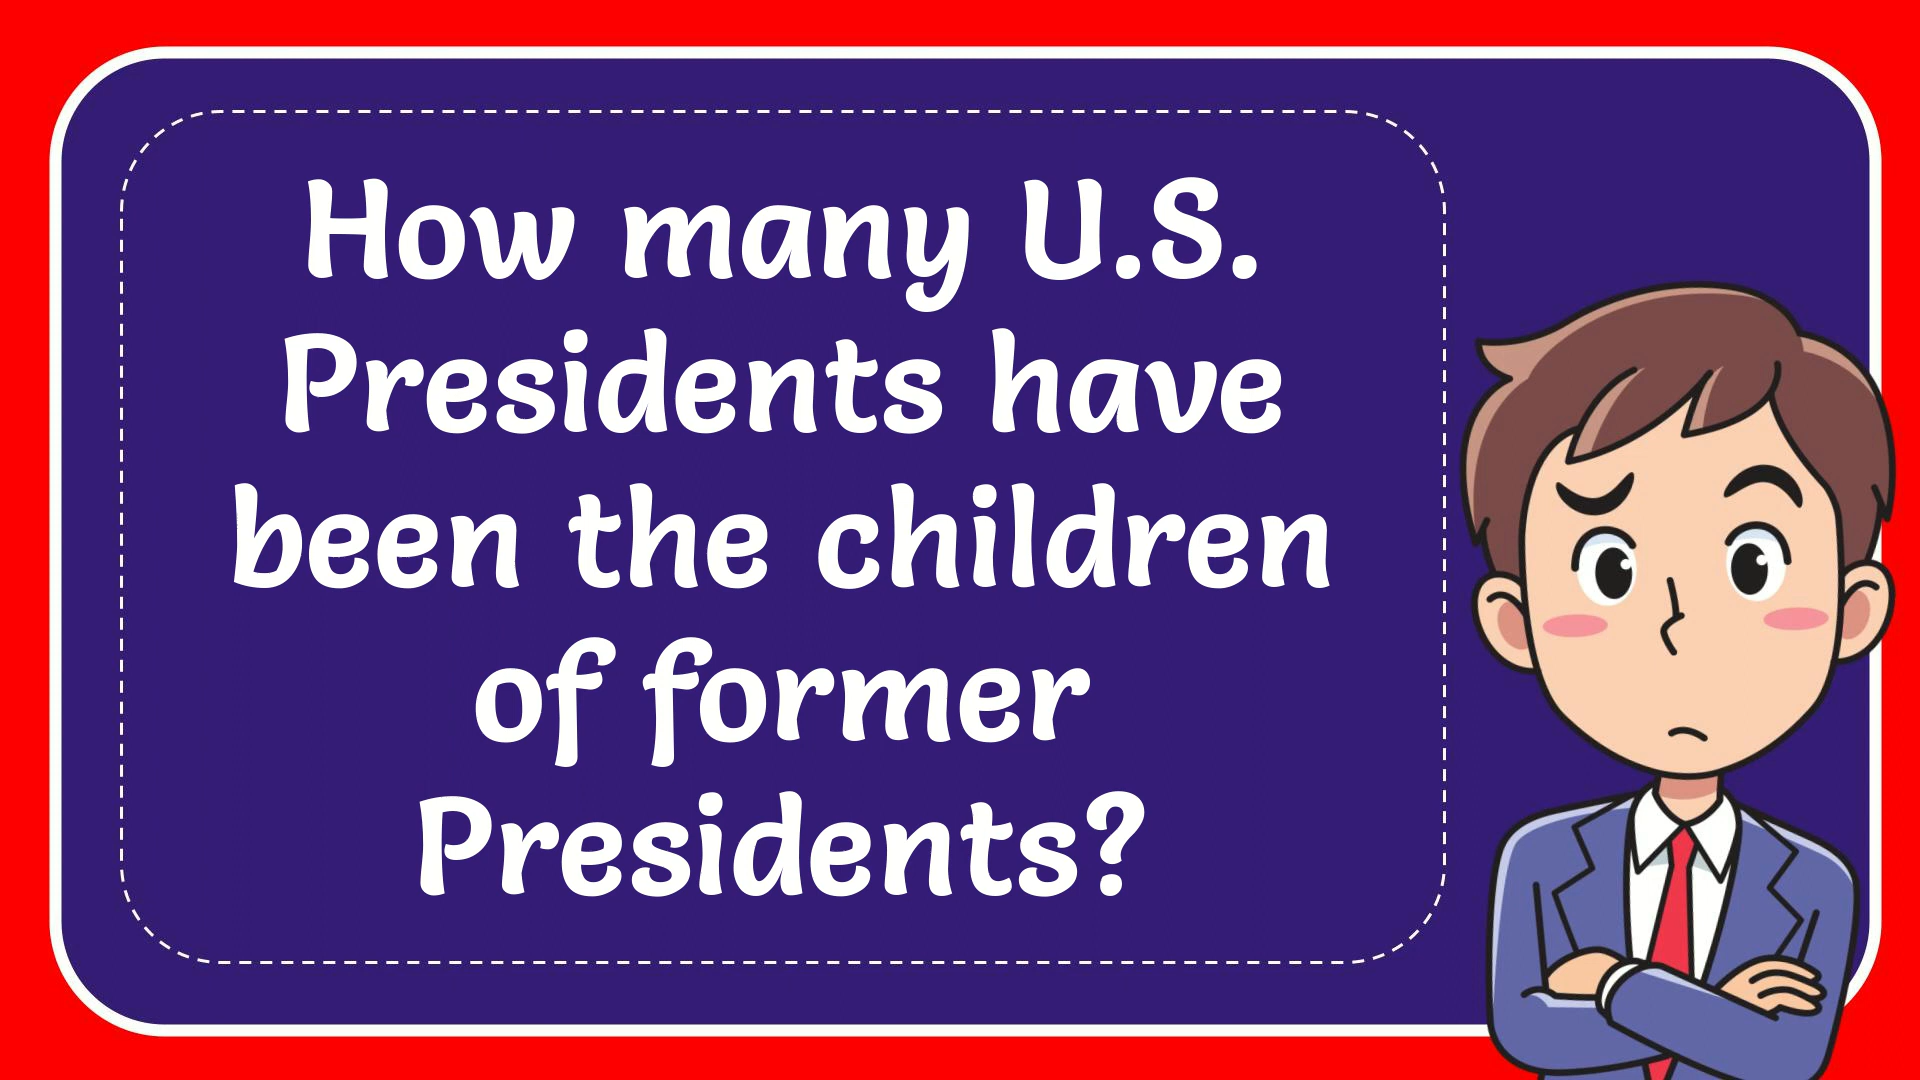 How many U.S.
Presidents have
been the children
of former
Presidents?